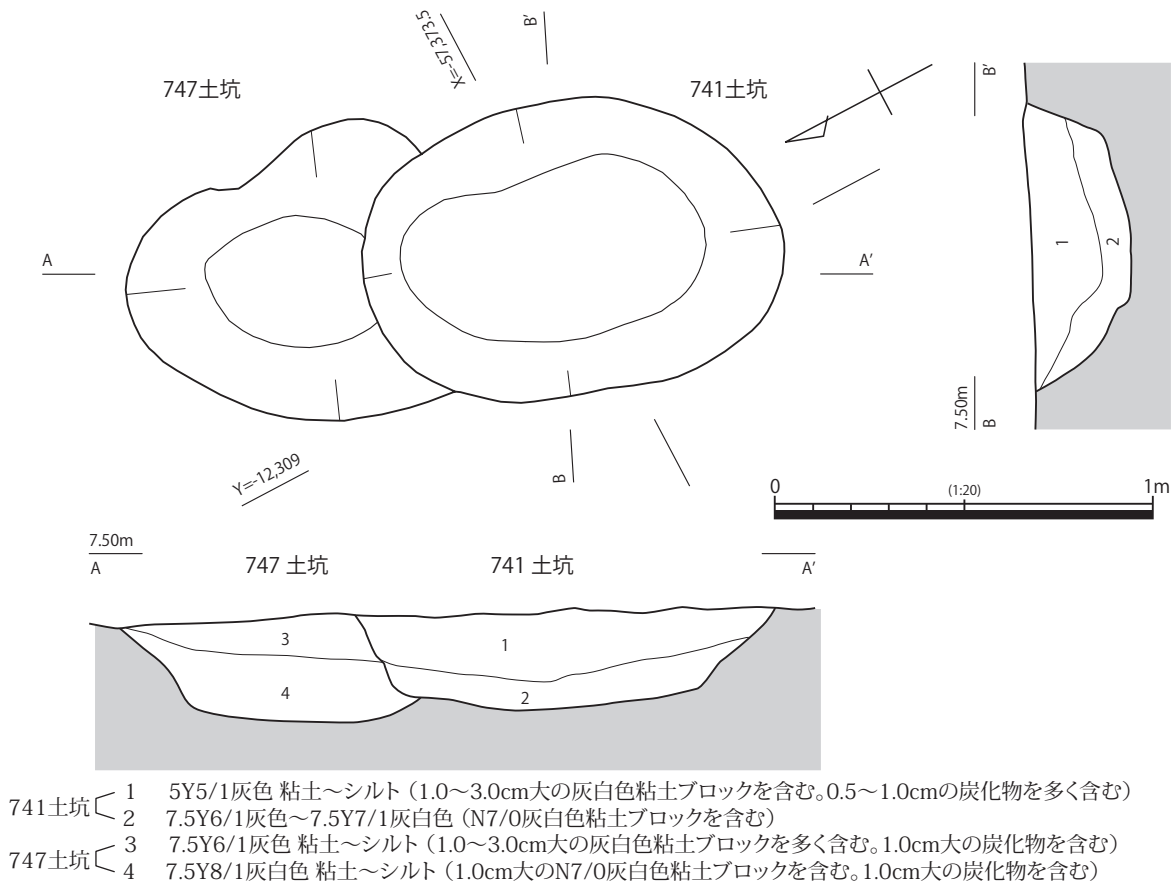 X=-57,373.5
B'
747土坑
741土坑
B'
A
A'
1
2
7.50m
B
B
Y=-12,309
0
(1:20)
1m
7.50m
A
747 土坑
741 土坑
A'
3
1
4
2
741土坑
1 5Y5/1灰色 粘土～シルト（1.0～3.0cm大の灰白色粘土ブロックを含む。0.5～1.0cmの炭化物を多く含む）
2 7.5Y6/1灰色～7.5Y7/1灰白色（N7/0灰白色粘土ブロックを含む）
747土坑
3 7.5Y6/1灰色 粘土～シルト（1.0～3.0cm大の灰白色粘土ブロックを多く含む。1.0cm大の炭化物を含む）
4 7.5Y8/1灰白色 粘土～シルト（1.0cm大のN7/0灰白色粘土ブロックを含む。1.0cm大の炭化物を含む）